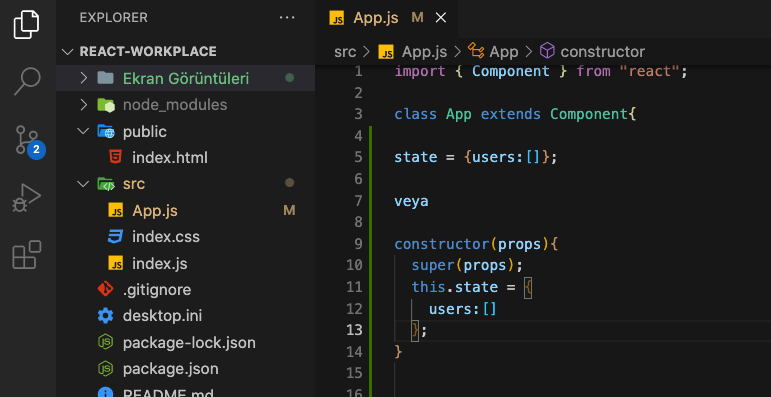 EXPLORER
REACT-WORKPLACE
Ekran Görüntüleri
node_modules
public
index.html
src
App.js M
index.css
index.js
.gitignore
desktop.ini
package-lock.json
package.json
README.md
2
App.js M
src > App.js > App > constructor
1 import { Component } from "react";
2
3 class App extends Component{
4
5 state = {users:[]};
6
7 veya
8
9 constructor(props){
10 super(props);
11 this.state = {
12 users:[]
13 };
14 }
15
16